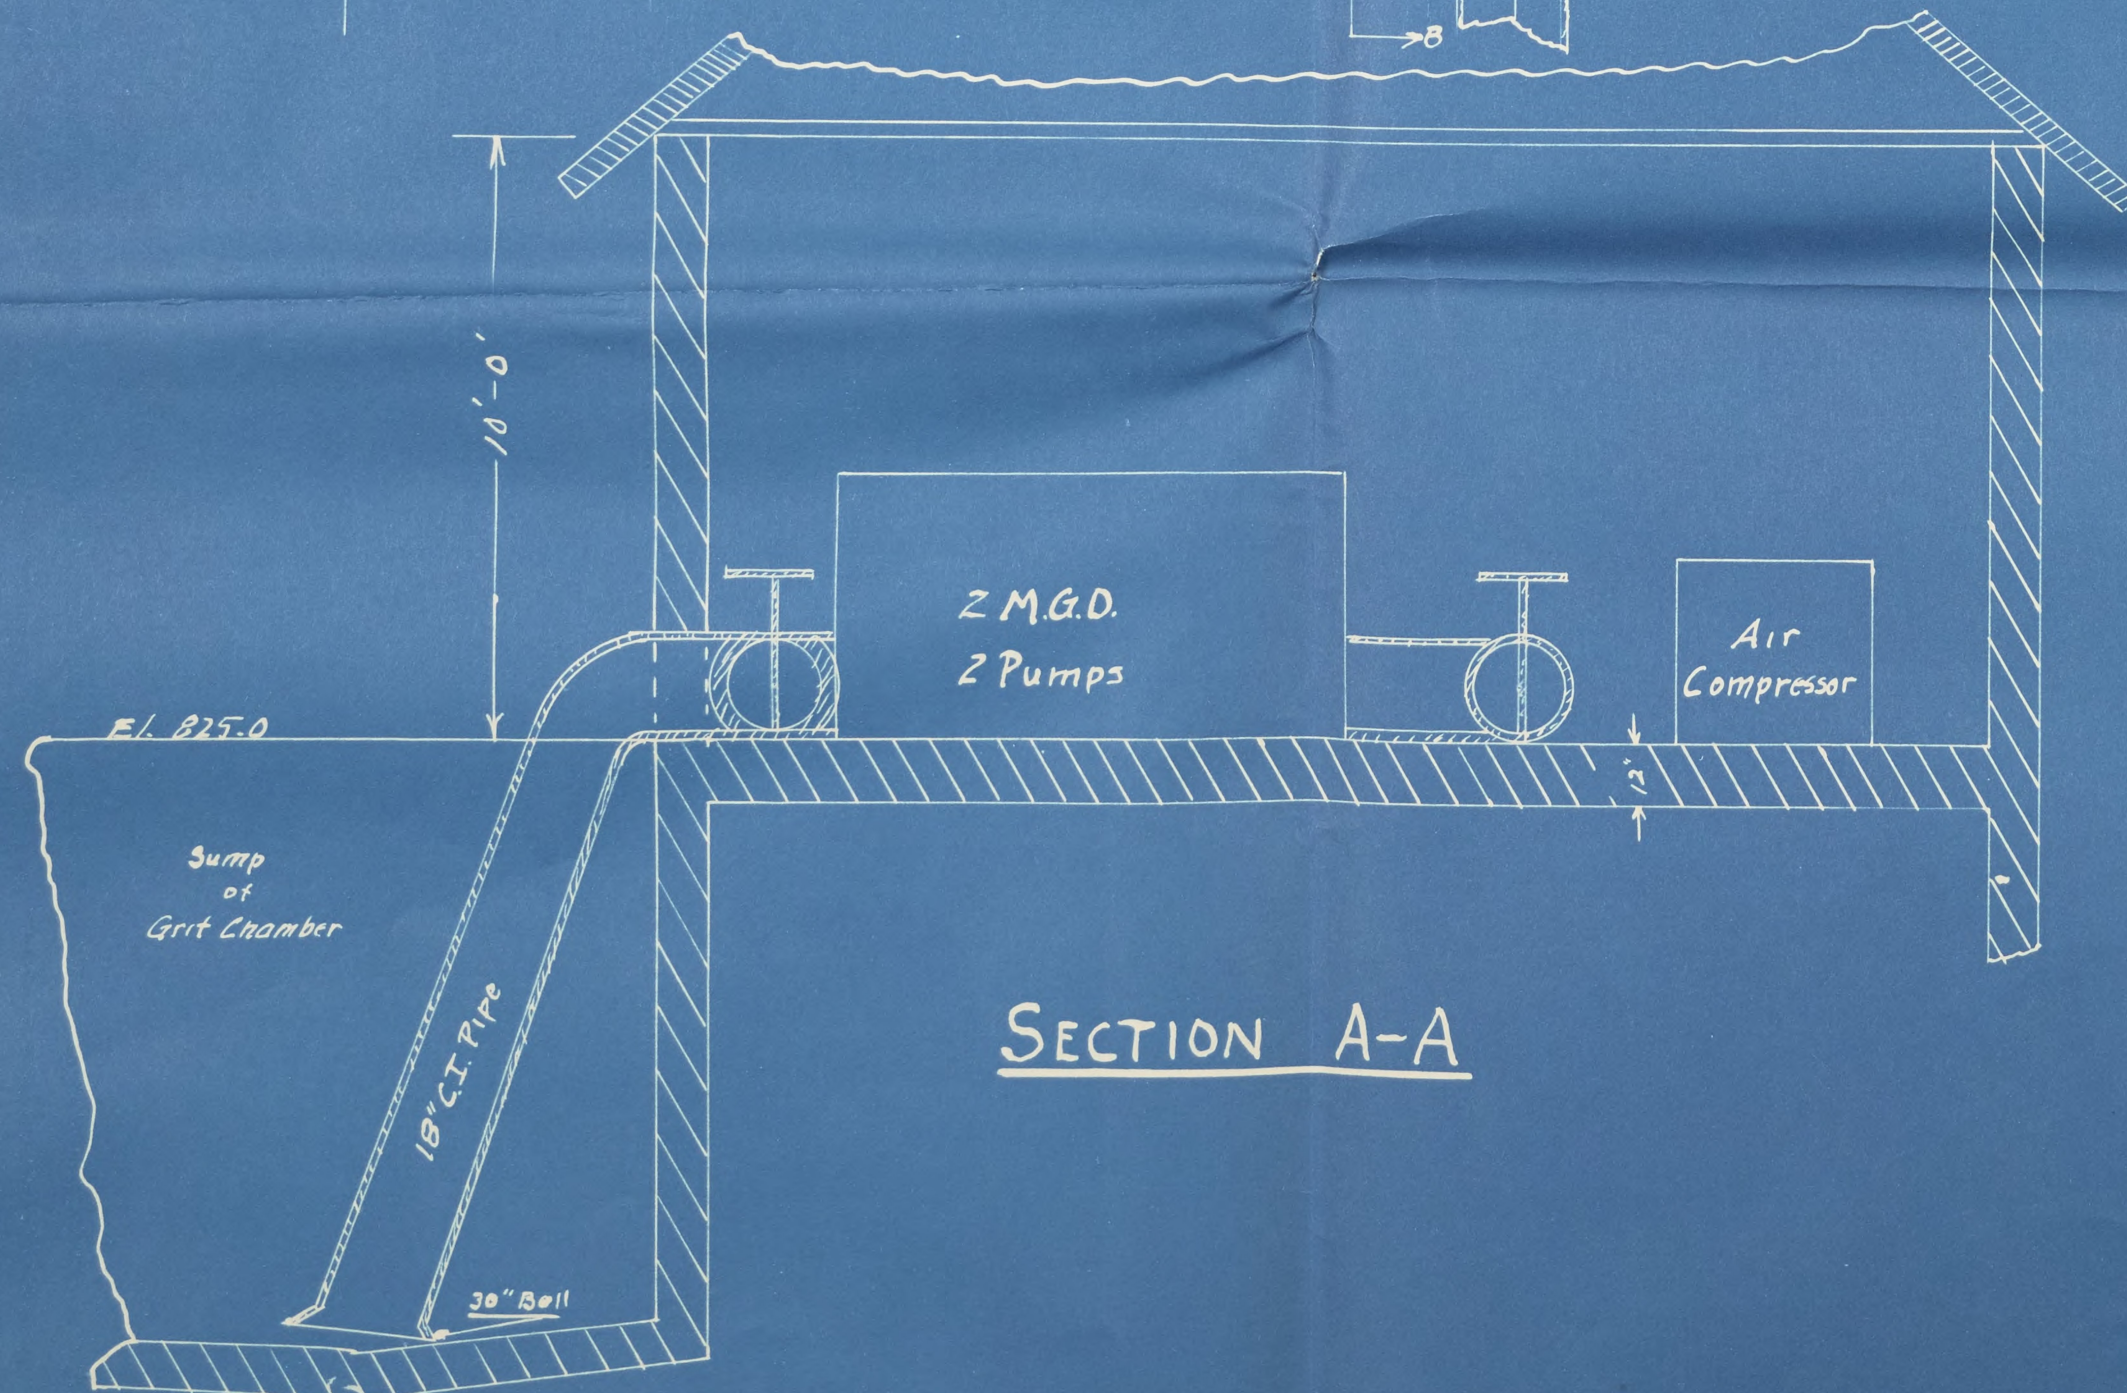 B
10'-0"
2 M.G.D.
2 Pumps
Air
Compressor
El. 825.0
12"
Sump
of
Grit Chamber
18" C.I. Pipe
SECTION A-A
30" Bell